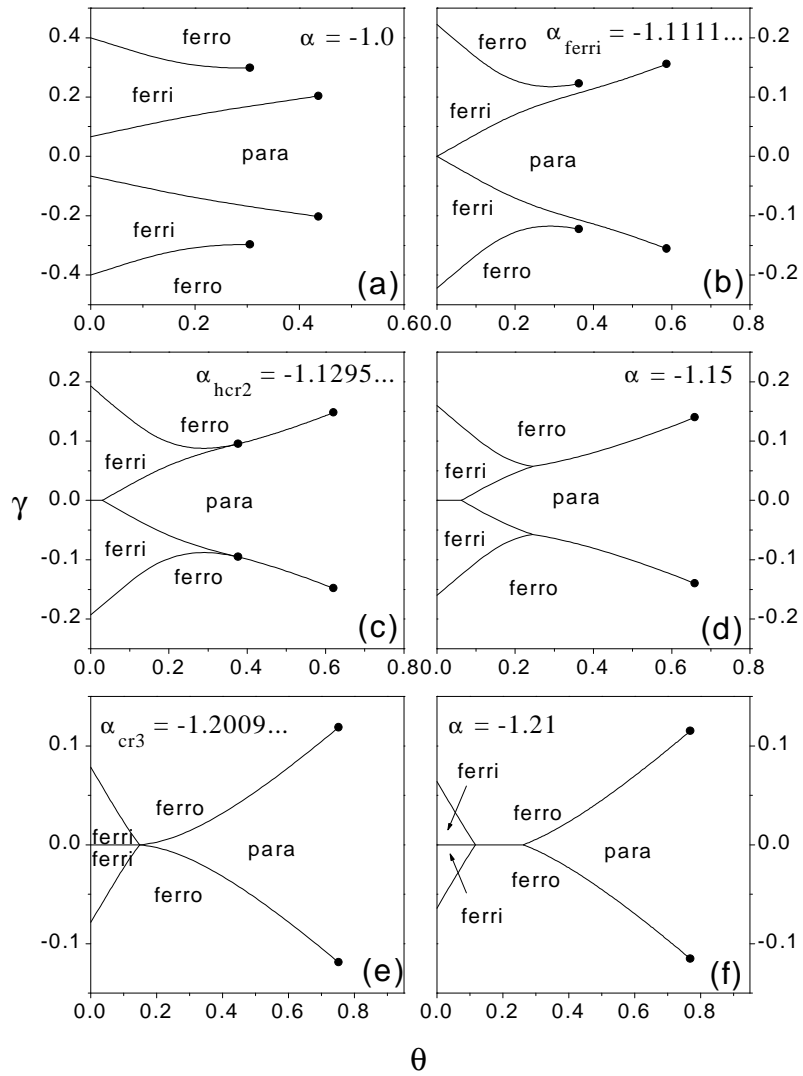 ferro
α = -1.0
0.4
ferri
0.2
0.0
para
-0.2
ferri
-0.4
ferro
(a)
0.0 0.2 0.4 0.6
ferro
α_ferri = -1.1111...
0.2
ferri
0.1
para
0.0
ferri
-0.1
ferro
-0.2
(b)
0.0 0.2 0.4 0.6 0.8
α_hcr2 = -1.1295...
0.2
ferro
0.1
ferri
para
0.0
ferri
-0.1
ferro
-0.2
(c)
0.0 0.2 0.4 0.6 0.8
α = -1.15
0.2
ferro
0.1
ferri
para
0.0
ferri
-0.1
ferro
-0.2
(d)
0.0 0.2 0.4 0.6 0.8
γ
α_cr3 = -1.2009...
0.1
ferro
ferri
0.0
para
ferri
ferro
-0.1
(e)
0.0 0.2 0.4 0.6 0.8
α = -1.21
ferri
0.1
ferro
0.0
para
ferro
ferri
-0.1
(f)
0.0 0.2 0.4 0.6 0.8
θ